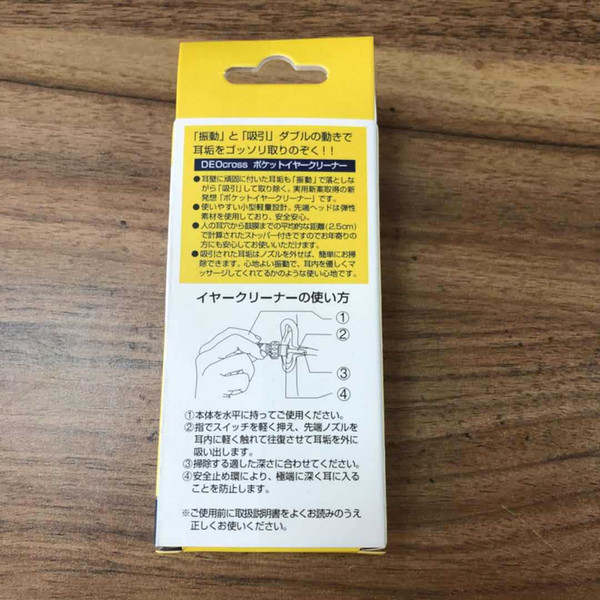 「振動」と「吸引」ダブルの動きで
耳垢をゴッソリ取りのぞく！！
DEOcross ポケットイヤークリーナー
●耳壁に頑固に付いた耳垢も「振動」で落としな
がら「吸引」して取り除く。実用新案取得の新
発想「ポケットイヤークリーナー」です。
●使いやすい小型軽量設計。先端ヘッドは弾性
素材を使用しており、安全安心。
●人の耳穴から鼓膜までの平均的な距離(2.5cm)
で計算されたストッパー付きですのでお年寄りの
方にも安心してお使いいただけます。
●吸引された耳垢はノズルを外せば、簡単にお掃
除できます。心地よい振動で、耳内を優しくマ
ッサージしてくれてるかのような使い心地です。
イヤークリーナーの使い方
①
②
③
④
①本体を水平に持ってご使用ください。
②指でスイッチを軽く押え、先端ノズルを
耳内に軽く触れて往復させて耳垢を外に
吸い出します。
③掃除する適した深さに合わせてください。
④安全止め環により、極端に深く耳に入る
ことを防止します。
※ご使用前に取扱説明書をよくお読みのうえ
正しくお使いください。